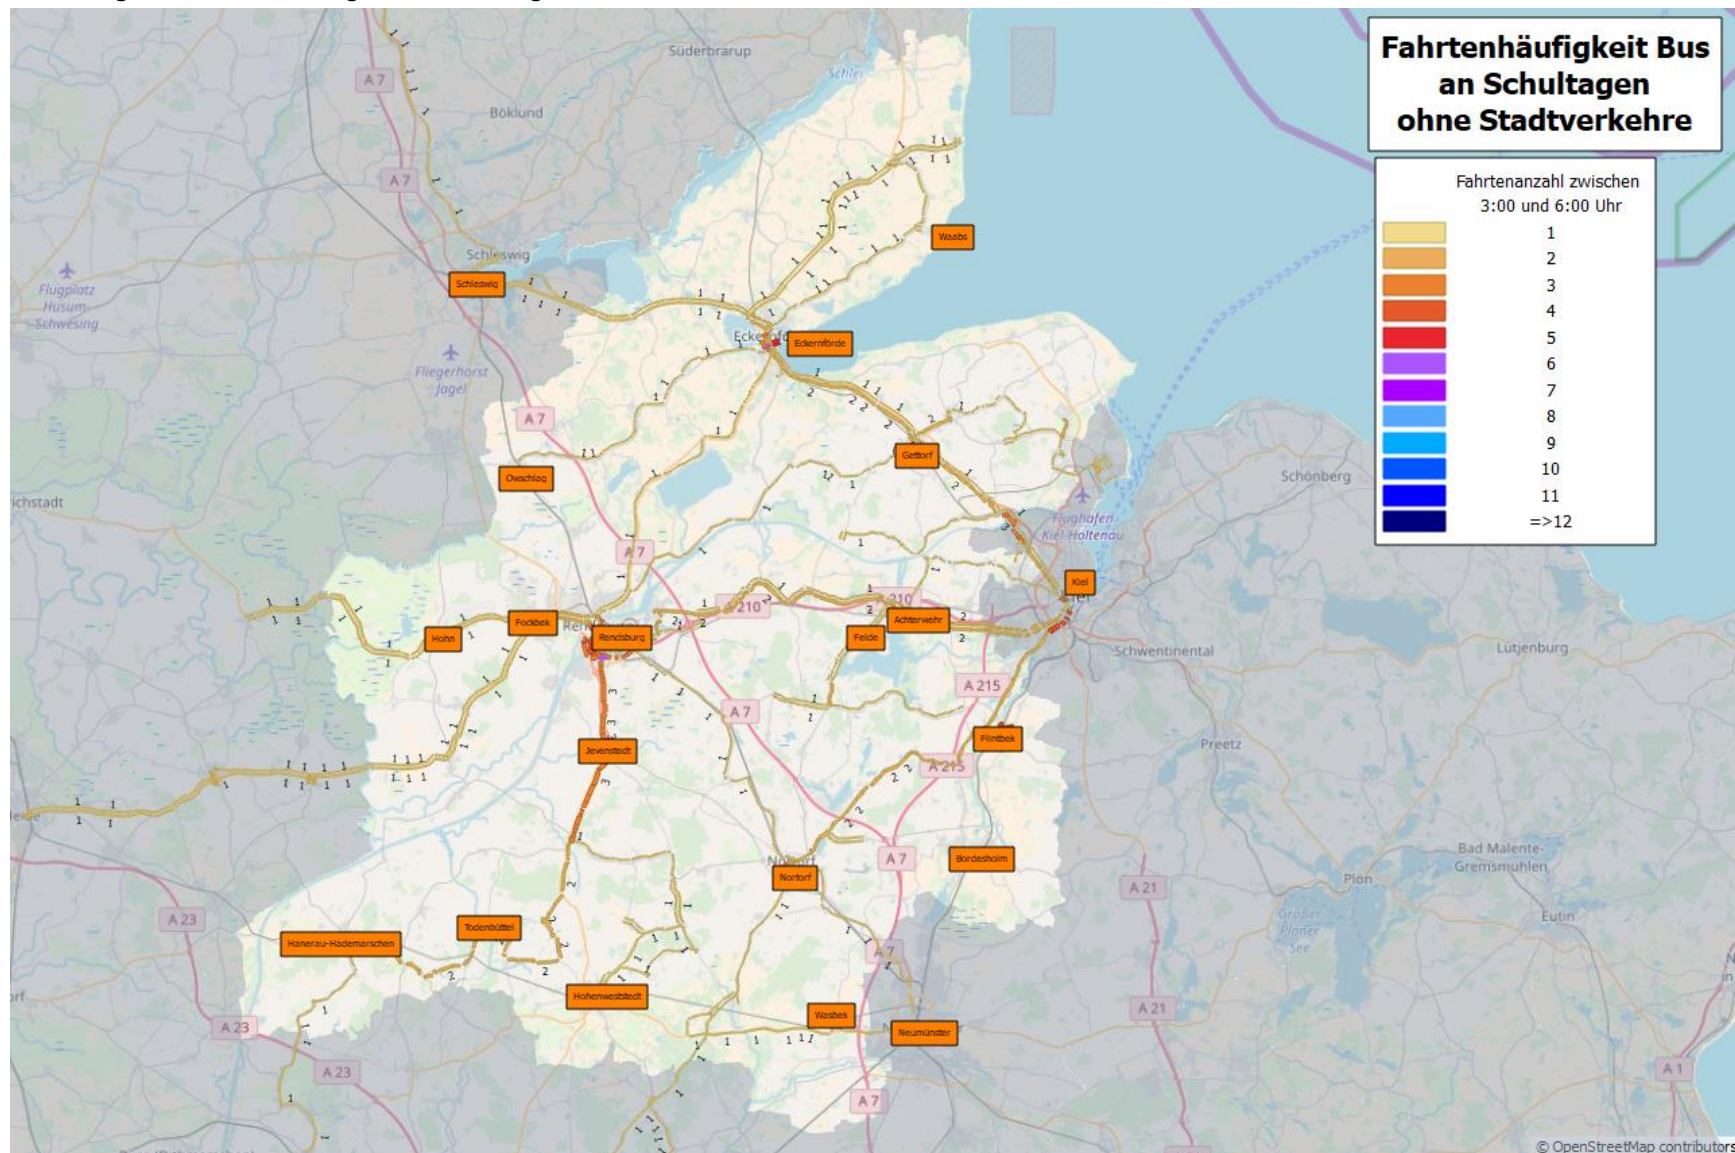 Fahrtenhäufigkeit Bus
an Schultagen
ohne Stadtverkehre
Fahrtenanzahl zwischen
3:00 und 6:00 Uhr
1
2
3
4
5
6
7
8
9
10
11
=>12
Süderbrarup
Schlei
A 7
Böklund
A 7
Waabs
Schleswig
Schleswig
Flugplatz
Husum-
Schwesing
Eckernförde
Fliegerhorst
Jagel
A 7
Gettorf
Owschlag
Schönberg
Flughafen
Kiel-Holtenau
A 7
Kiel
A 210
210
Achterwehr
Fockbek
Hohn
Rendsburg
Felde
Schwentinental
Lütjenburg
A 215
A 7
Flintbek
Preetz
Jevenstedt
A 215
Bordesholm
A 7
Nortorf
Bad Malente-
Gremsmühlen
Plön
A 21
Großer
Plöner
See
Eutin
A 23
Todenbüttel
Hanerau-Hademarschen
A 7
Hohenweststedt
Wasbek
Neumünster
A 21
A 23
A 23
A 7
A 1
© OpenStreetMap contributors